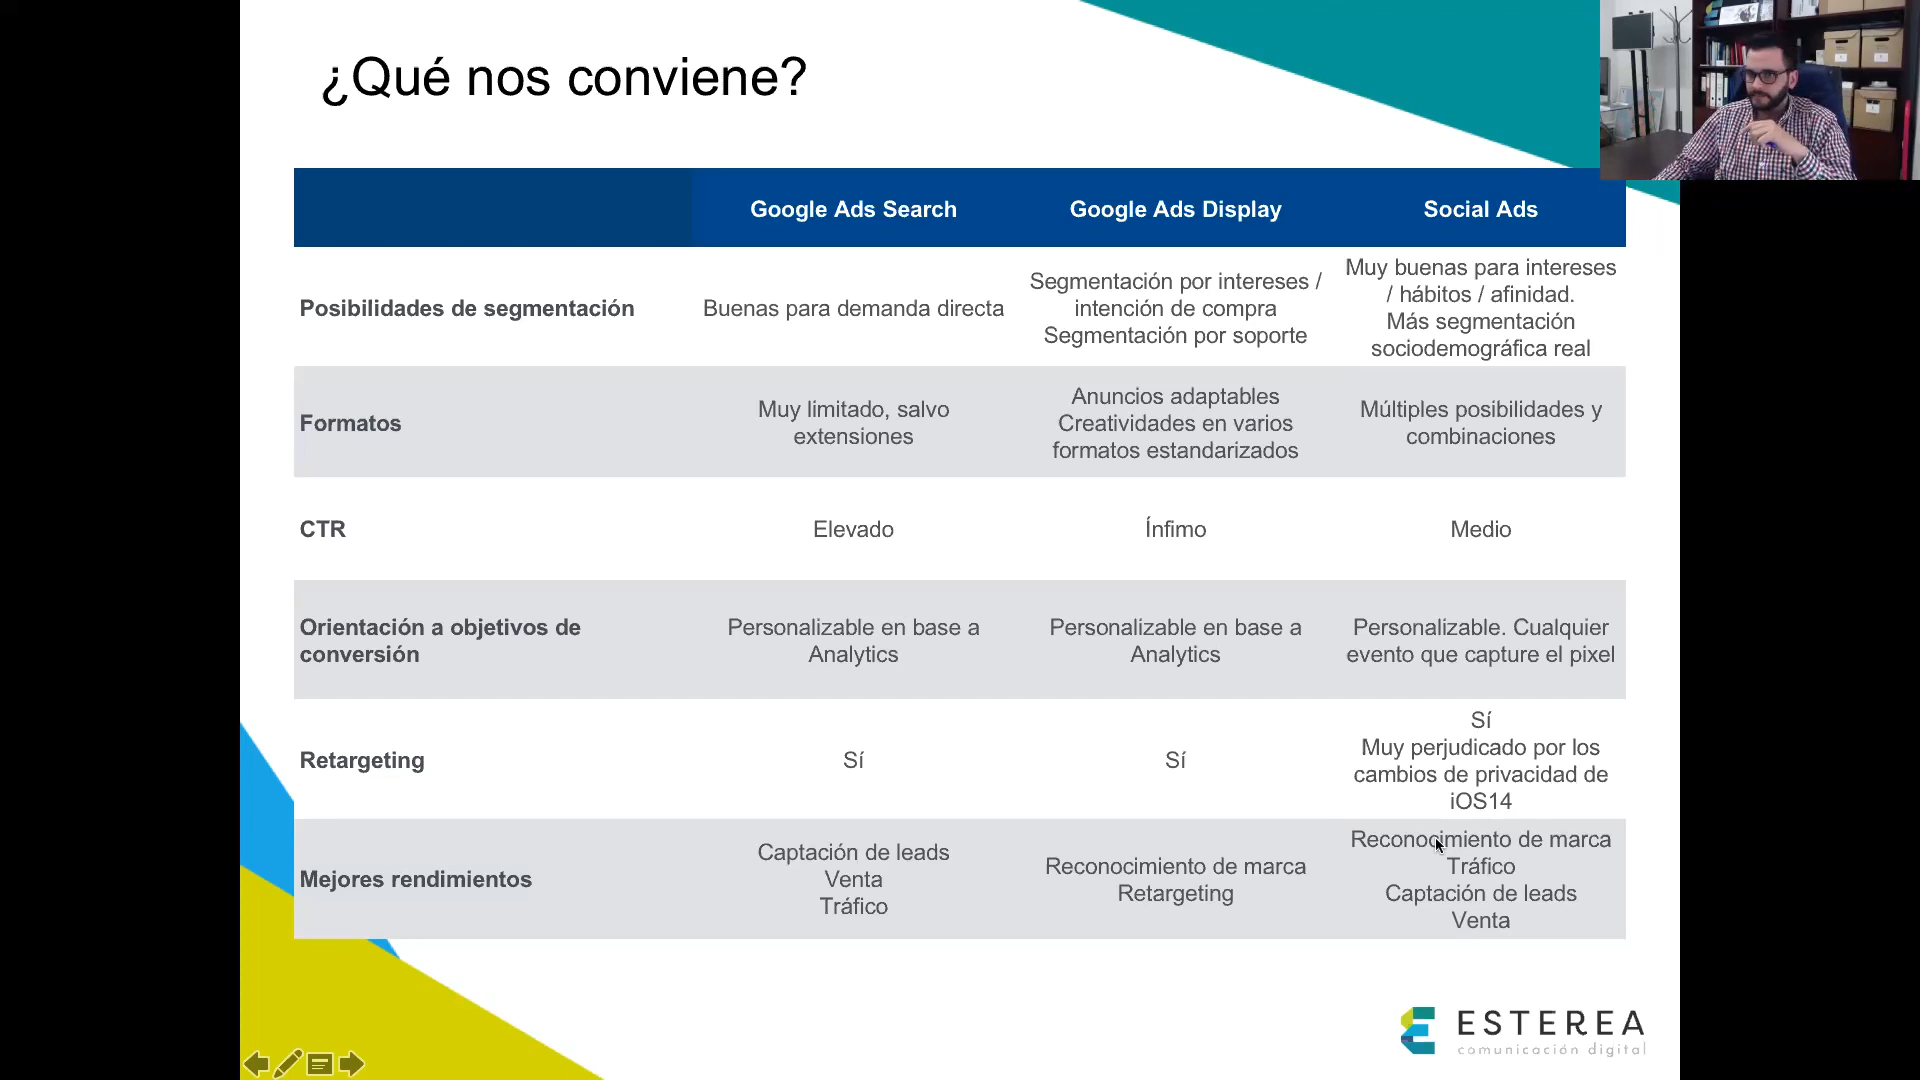 ¿Qué nos conviene?
Google Ads Search
Google Ads Display
Social Ads
Posibilidades de segmentación
Buenas para demanda directa
Segmentación por intereses /
intención de compra
Segmentación por soporte
Muy buenas para intereses
/ hábitos / afinidad.
Más segmentación
sociodemográfica real
Formatos
Muy limitado, salvo
extensiones
Anuncios adaptables
Creatividades en varios
formatos estandarizados
Múltiples posibilidades y
combinaciones
CTR
Elevado
Ínfimo
Medio
Orientación a objetivos de
conversión
Personalizable en base a
Analytics
Personalizable en base a
Analytics
Personalizable. Cualquier
evento que capture el pixel
Retargeting
Sí
Sí
Sí
Muy perjudicado por los
cambios de privacidad de
iOS14
Mejores rendimientos
Captación de leads
Venta
Tráfico
Reconocimiento de marca
Retargeting
Reconocimiento de marca
Tráfico
Captación de leads
Venta
ESTEREA
comunicación digital